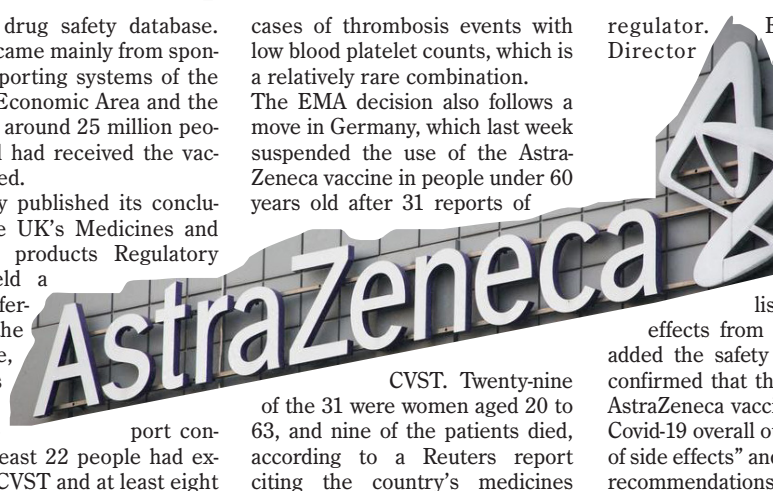 drug safety database.
came mainly from spon-
porting systems of the
Economic Area and the
around 25 million peo-
had received the vac-
ed.
published its conclu-
UK's Medicines and
products Regulatory
eld a
fer-
he
e,
port con-
east 22 people had ex-
CVST and at least eight
cases of thrombosis events with
low blood platelet counts, which is
a relatively rare combination.
The EMA decision also follows a
move in Germany, which last week
suspended the use of the Astra-
Zeneca vaccine in people under 60
years old after 31 reports of
AstraZeneca
CVST. Twenty-nine
of the 31 were women aged 20 to
63, and nine of the patients died,
according to a Reuters report
citing the country's medicines
regulator.
Director
lis
effects from
added the safety
confirmed that th
AstraZeneca vacci
Covid-19 overall o
of side effects" an
recommendations